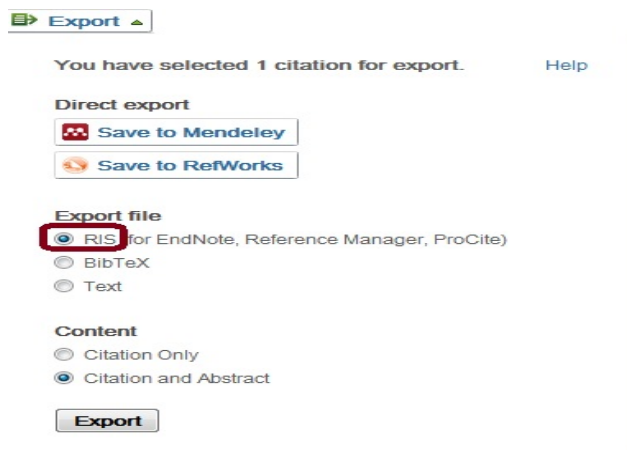 Export
You have selected 1 citation for export. Help
Direct export
Save to Mendeley
Save to RefWorks
Export file
RIS (for EndNote, Reference Manager, ProCite)
BibTeX
Text
Content
Citation Only
Citation and Abstract
Export